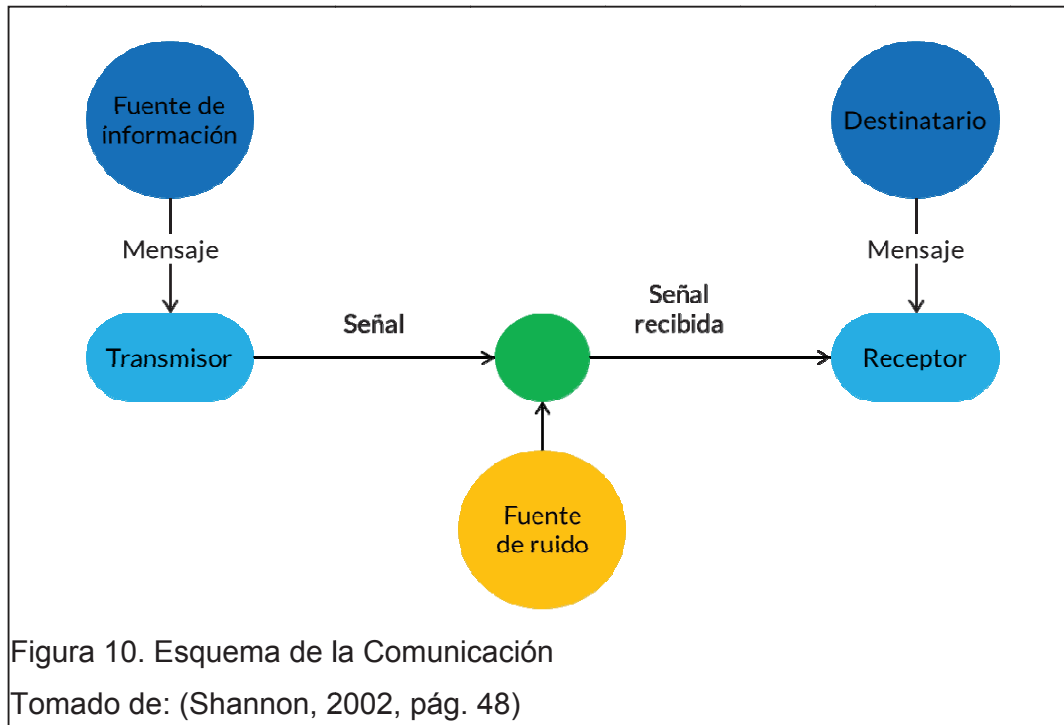 Fuente de
información
Destinatario
Mensaje
Mensaje
Señal
Señal
recibida
Transmisor
Receptor
Fuente
de ruido
Figura 10. Esquema de la Comunicación
Tomado de: (Shannon, 2002, pág. 48)